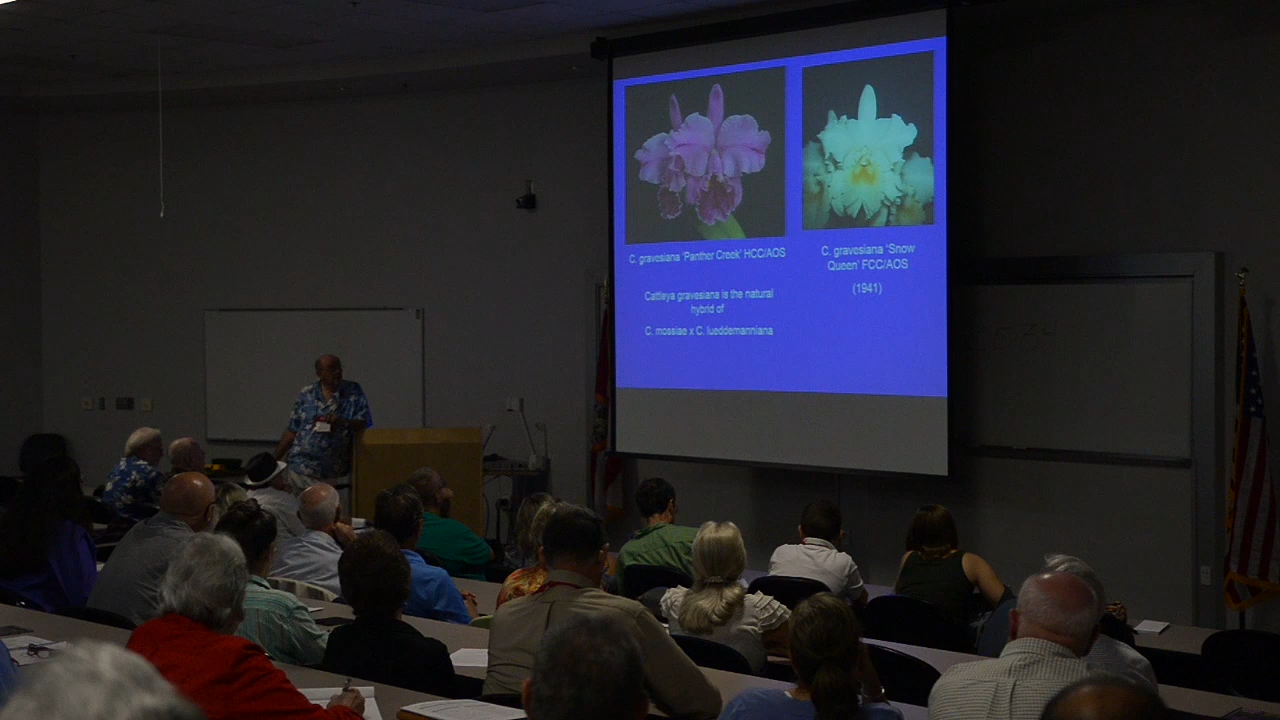 C. gravesiana 'Panther Creek' HCC/AOS
Cattleya gravesiana is the natural
hybrid of
C. mossiae x C. lueddemanniana
C. gravesiana 'Snow
Queen' FCC/AOS
(1941)